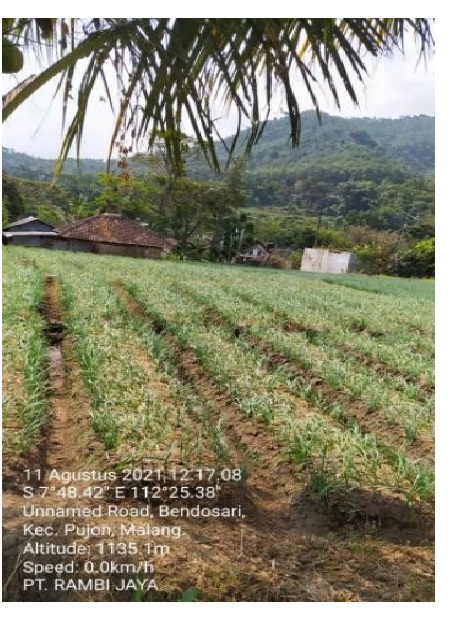 11 Agustus 2021 12.17.08
S 7°48.42" E 112°25.38'
Unnamed Road, Bendosari,
Kec. Pujon, Malang.
Altitude: 1135.1m
Speed: 0.0km/h
PT. RAMBI JAYA